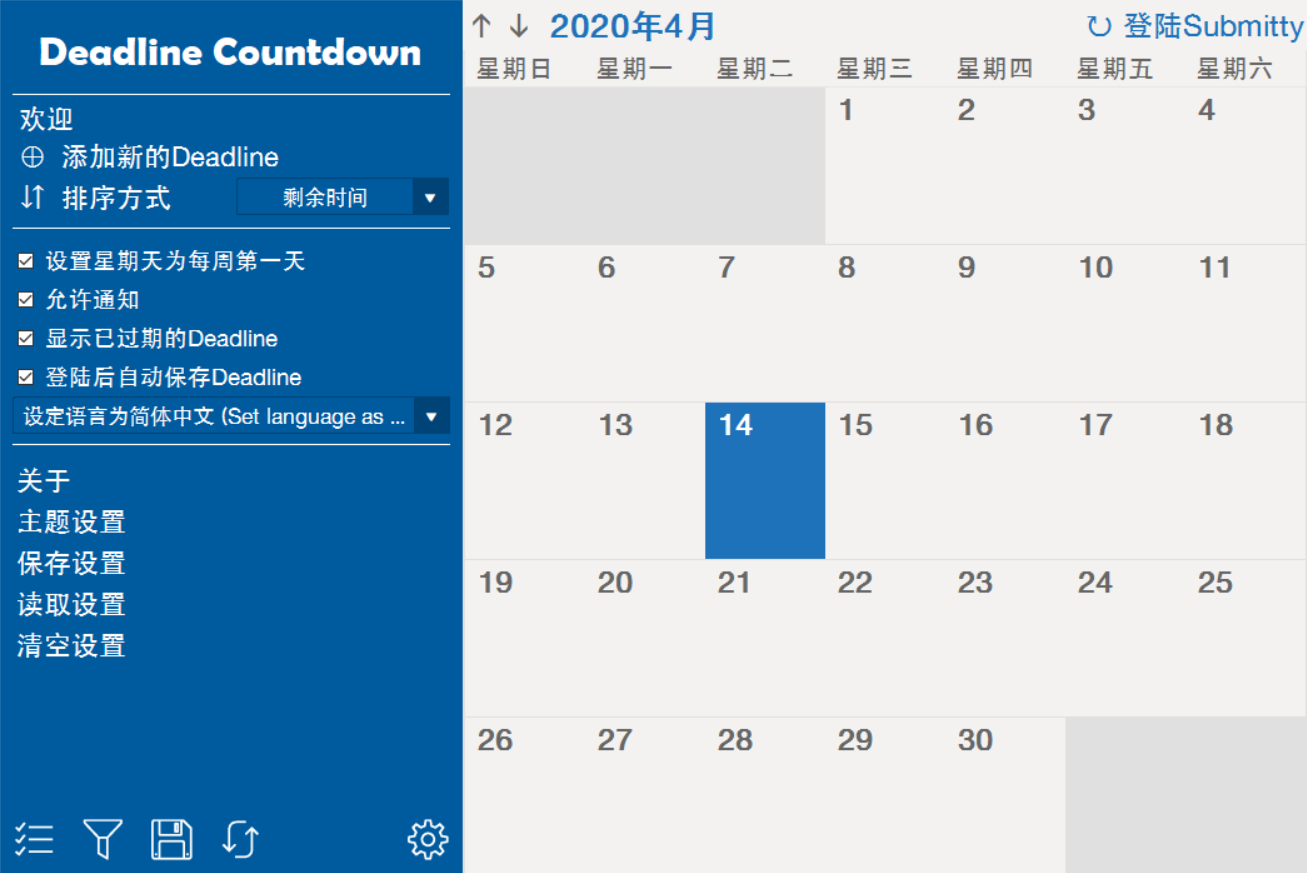 Deadline Countdown
欢迎
添加新的Deadline
排序方式 剩余时间
设置星期天为每周第一天
允许通知
显示已过期的Deadline
登陆后自动保存Deadline
设定语言为简体中文 (Set language as ...
关于
主题设置
保存设置
读取设置
清空设置
2020年4月 登陆Submitty
星期日 星期一 星期二 星期三 星期四 星期五 星期六
1 2 3 4
5 6 7 8 9 10 11
12 13 14 15 16 17 18
19 20 21 22 23 24 25
26 27 28 29 30